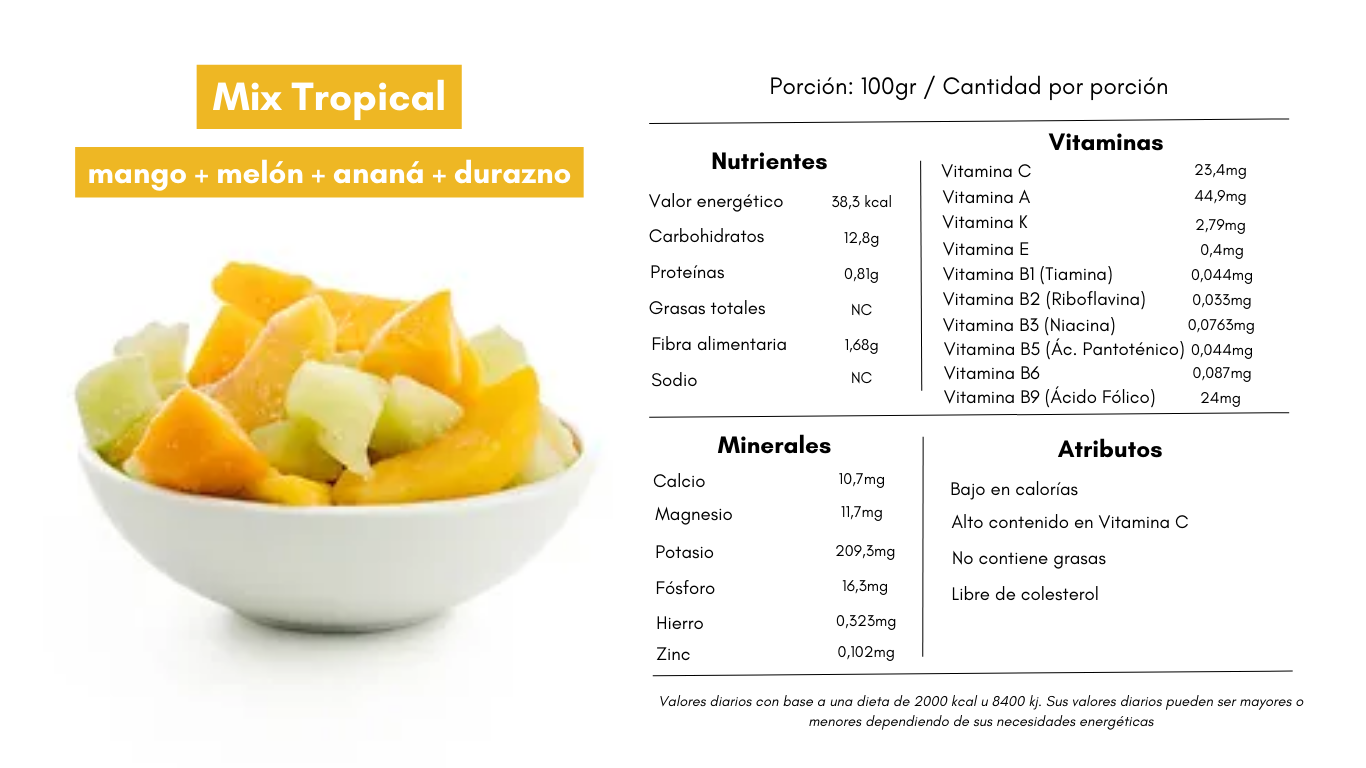 Mix Tropical
mango + melón + ananá + durazno
Porción: 100gr / Cantidad por porción
Nutrientes
Valor energético 38,3 kcal
Carbohidratos 12,8g
Proteínas 0,81g
Grasas totales NC
Fibra alimentaria 1,68g
Sodio NC
Vitaminas
Vitamina C 23,4mg
Vitamina A 44,9mg
Vitamina K 2,79mg
Vitamina E 0,4mg
Vitamina B1 (Tiamina) 0,044mg
Vitamina B2 (Riboflavina) 0,033mg
Vitamina B3 (Niacina) 0,0763mg
Vitamina B5 (Ác. Pantoténico) 0,044mg
Vitamina B6 0,087mg
Vitamina B9 (Ácido Fólico) 24mg
Minerales
Calcio 10,7mg
Magnesio 11,7mg
Potasio 209,3mg
Fósforo 16,3mg
Hierro 0,323mg
Zinc 0,102mg
Atributos
Bajo en calorías
Alto contenido en Vitamina C
No contiene grasas
Libre de colesterol
Valores diarios con base a una dieta de 2000 kcal u 8400 kj. Sus valores diarios pueden ser mayores o
menores dependiendo de sus necesidades energéticas